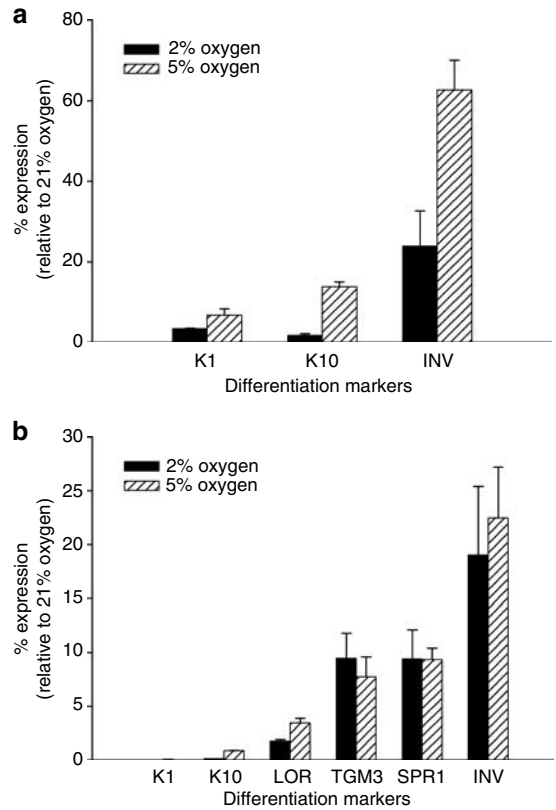 a
2% oxygen
5% oxygen
% expression
(relative to 21% oxygen)
80
60
40
20
0
K1 K10 INV
Differentiation markers
b
2% oxygen
5% oxygen
% expression
(relative to 21% oxygen)
30
25
20
15
10
5
0
K1 K10 LOR TGM3 SPR1 INV
Differentiation markers